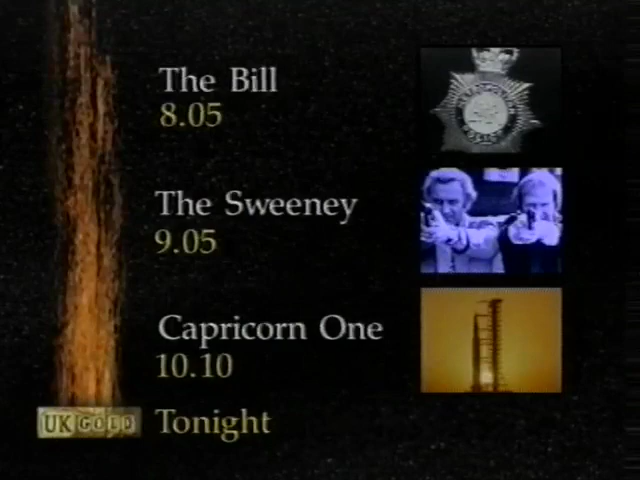 The Bill
8.05
The Sweeney
9.05
Capricorn One
10.10
UK GOLD Tonight